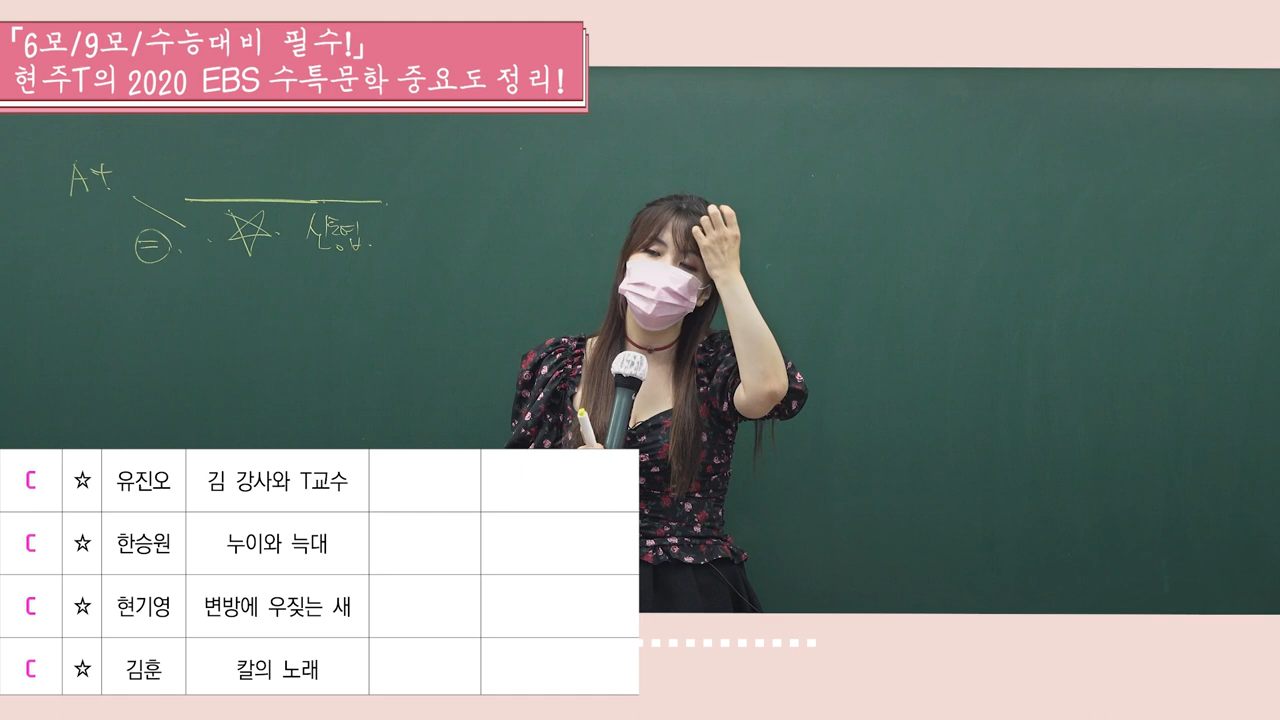 「6모/9모/수능대비 필수!」
현주T의 2020 EBS 수특문학 중요도 정리!
A+
C ☆ 유진오 김 강사와 T교수
C ☆ 한승원 누이와 늑대
C ☆ 현기영 변방에 우짖는 새
C ☆ 김훈 칼의 노래